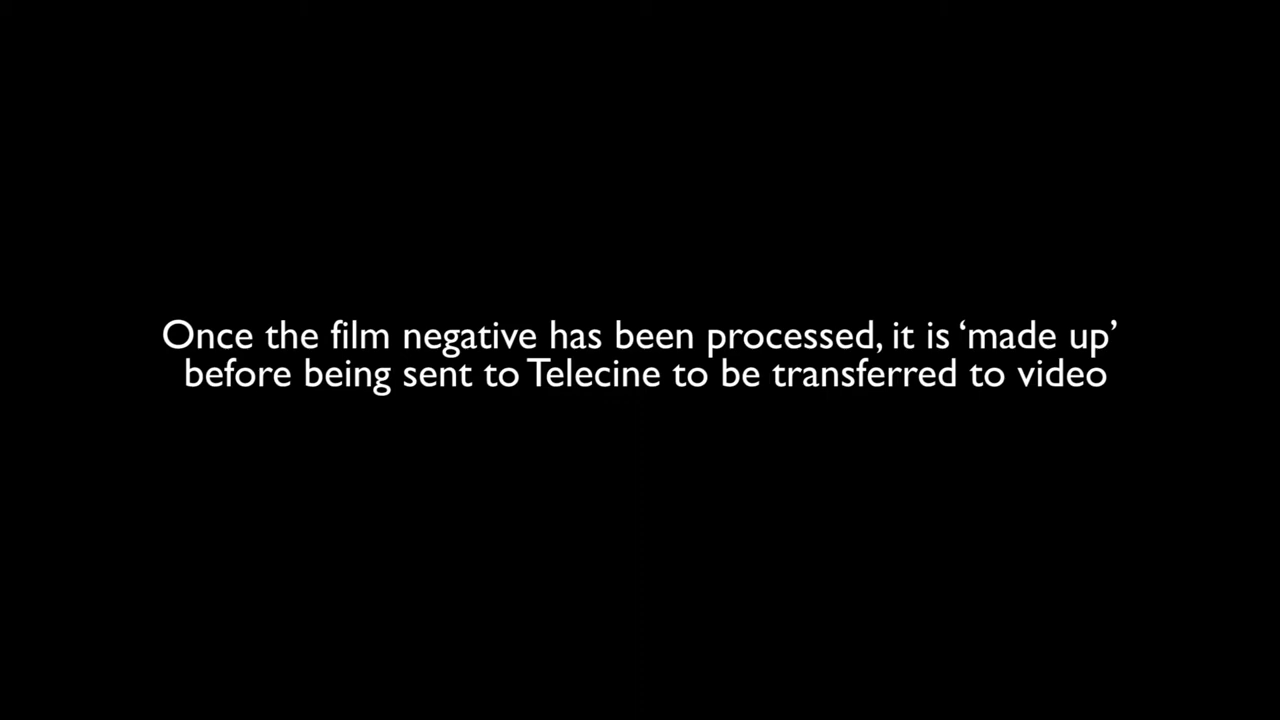 Once the film negative has been processed, it is ‘made up’
before being sent to Telecine to be transferred to video